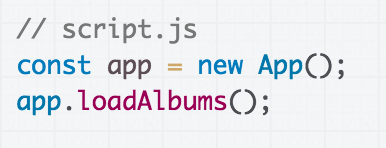 // script.js
const app = new App();
app.loadAlbums();